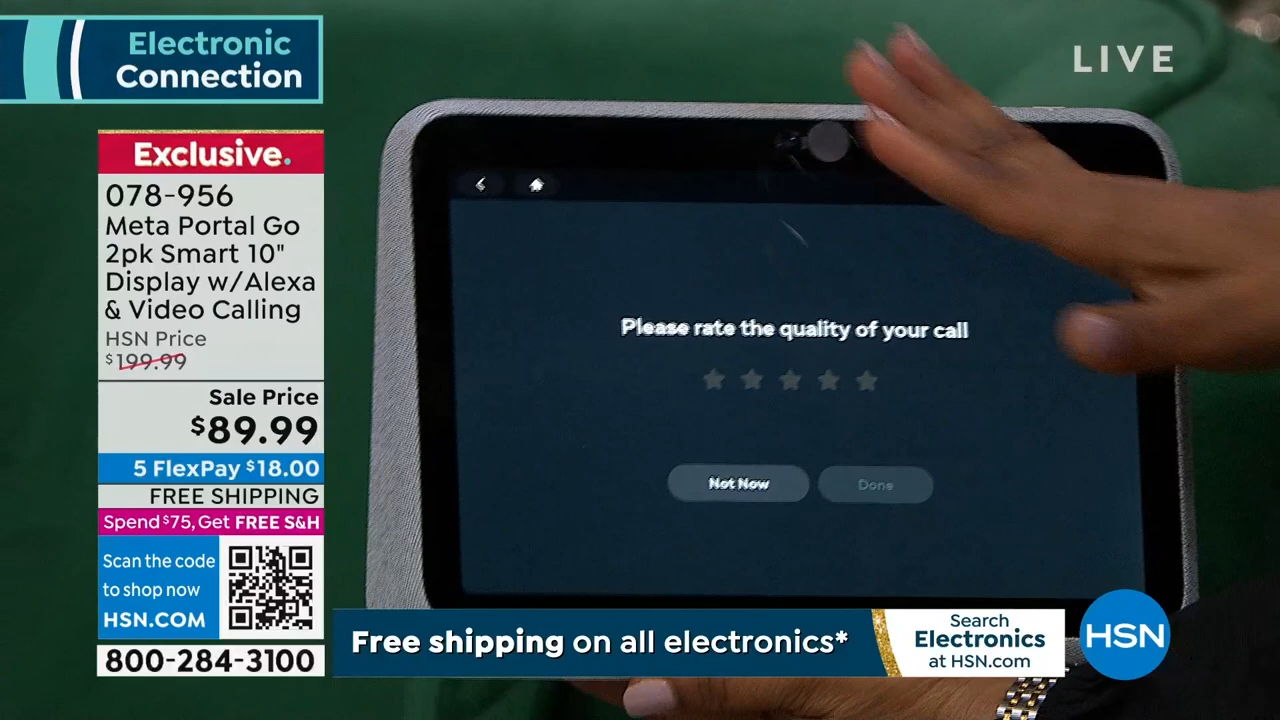 Electronic
Connection
LIVE
Exclusive.
078-956
Meta Portal Go
2pk Smart 10"
Display w/Alexa
& Video Calling
HSN Price
$199.99
Sale Price
$89.99
5 FlexPay $18.00
FREE SHIPPING
Spend $75, Get FREE S&H
Scan the code
to shop now
HSN.COM
800-284-3100
Please rate the quality of your call
Not Now
Done
Free shipping on all electronics*
Search
Electronics
at HSN.com
HSN